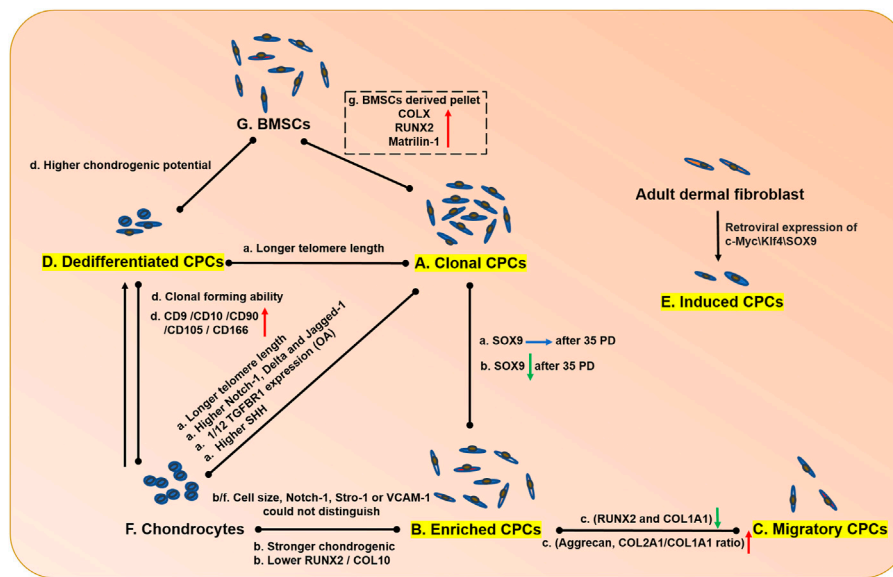 g. BMSCs derived pellet
COLX
RUNX2
Matrilin-1
G. BMSCs
d. Higher chondrogenic potential
Adult dermal fibroblast
Retroviral expression of
c-Myc\Klf4\SOX9
D. Dedifferentiated CPCs
a. Longer telomere length
A. Clonal CPCs
E. Induced CPCs
d. Clonal forming ability
d. CD9 /CD10 /CD90
/CD105 / CD166
a. Longer telomere length
a. Higher Notch-1, Delta and Jagged-1
a. 1/12 TGFBR1 expression (OA)
a. Higher SHH
a. SOX9 after 35 PD
b. SOX9 after 35 PD
b/f. Cell size, Notch-1, Stro-1 or VCAM-1
could not distinguish
F. Chondrocytes
B. Enriched CPCs
C. Migratory CPCs
b. Stronger chondrogenic
b. Lower RUNX2 / COL10
c. (RUNX2 and COL1A1)
c. (Aggrecan, COL2A1/COL1A1 ratio)